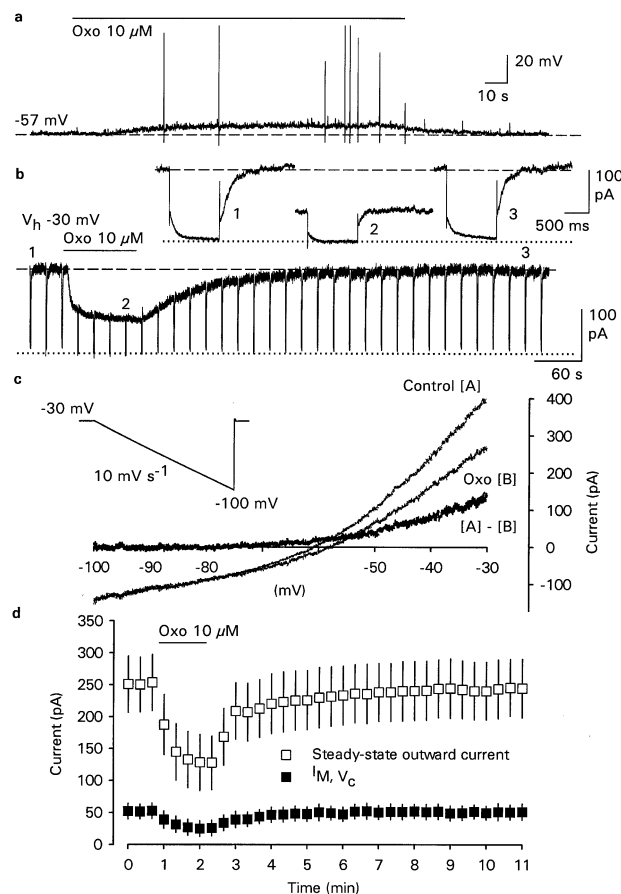 a
Oxo 10 μM
20 mV
10 s
-57 mV
b
100
pA
500 ms
1
2
3
Vh -30 mV
Oxo 10 μM
1
2
3
100
pA
60 s
c
-30 mV
10 mV s-1
-100 mV
Control [A]
Oxo [B]
[A] - [B]
400
300
200
100
0
-100
Current (pA)
-100 -90 -80 -50 -40 -30
(mV)
d
Oxo 10 μM
350
300
250
200
150
100
50
0
Current (pA)
Steady-state outward current
IM, Vc
0 1 2 3 4 5 6 7 8 9 10 11
Time (min)